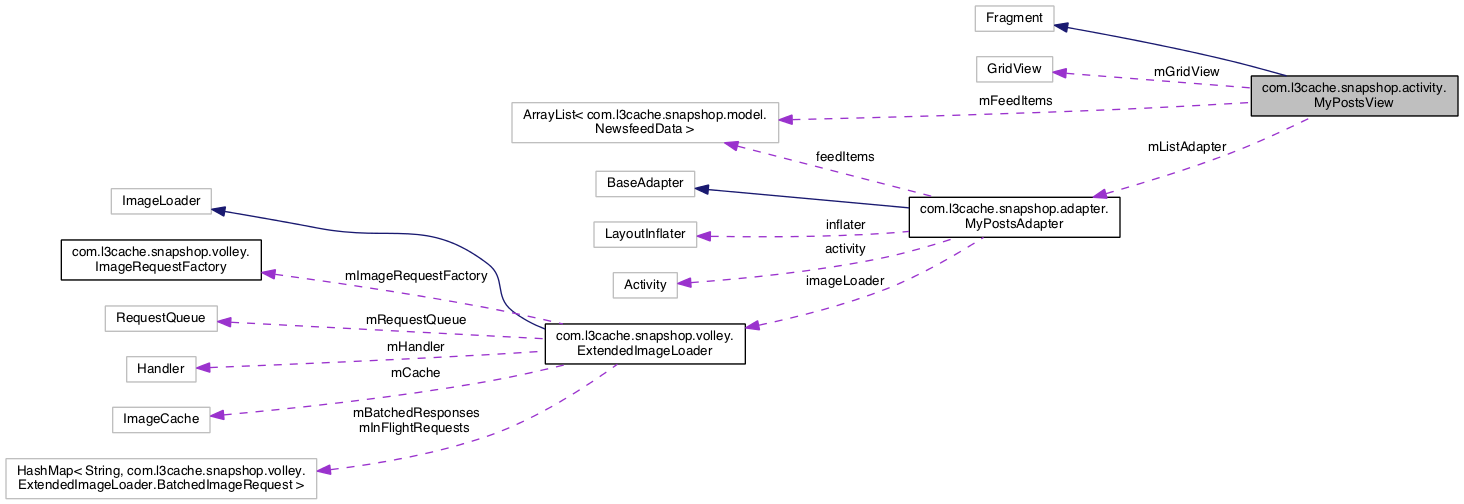 Fragment
GridView
mGridView
com.l3cache.snapshop.activity.
MyPostsView
mFeedItems
ArrayList< com.l3cache.snapshop.model.
NewsfeedData >
feedItems
mListAdapter
BaseAdapter
ImageLoader
com.l3cache.snapshop.adapter.
MyPostsAdapter
LayoutInflater
inflater
activity
com.l3cache.snapshop.volley.
ImageRequestFactory
mImageRequestFactory
Activity
imageLoader
RequestQueue
mRequestQueue
com.l3cache.snapshop.volley.
ExtendedImageLoader
mHandler
Handler
mCache
ImageCache
mBatchedResponses
mInFlightRequests
HashMap< String, com.l3cache.snapshop.volley.
ExtendedImageLoader.BatchedImageRequest >